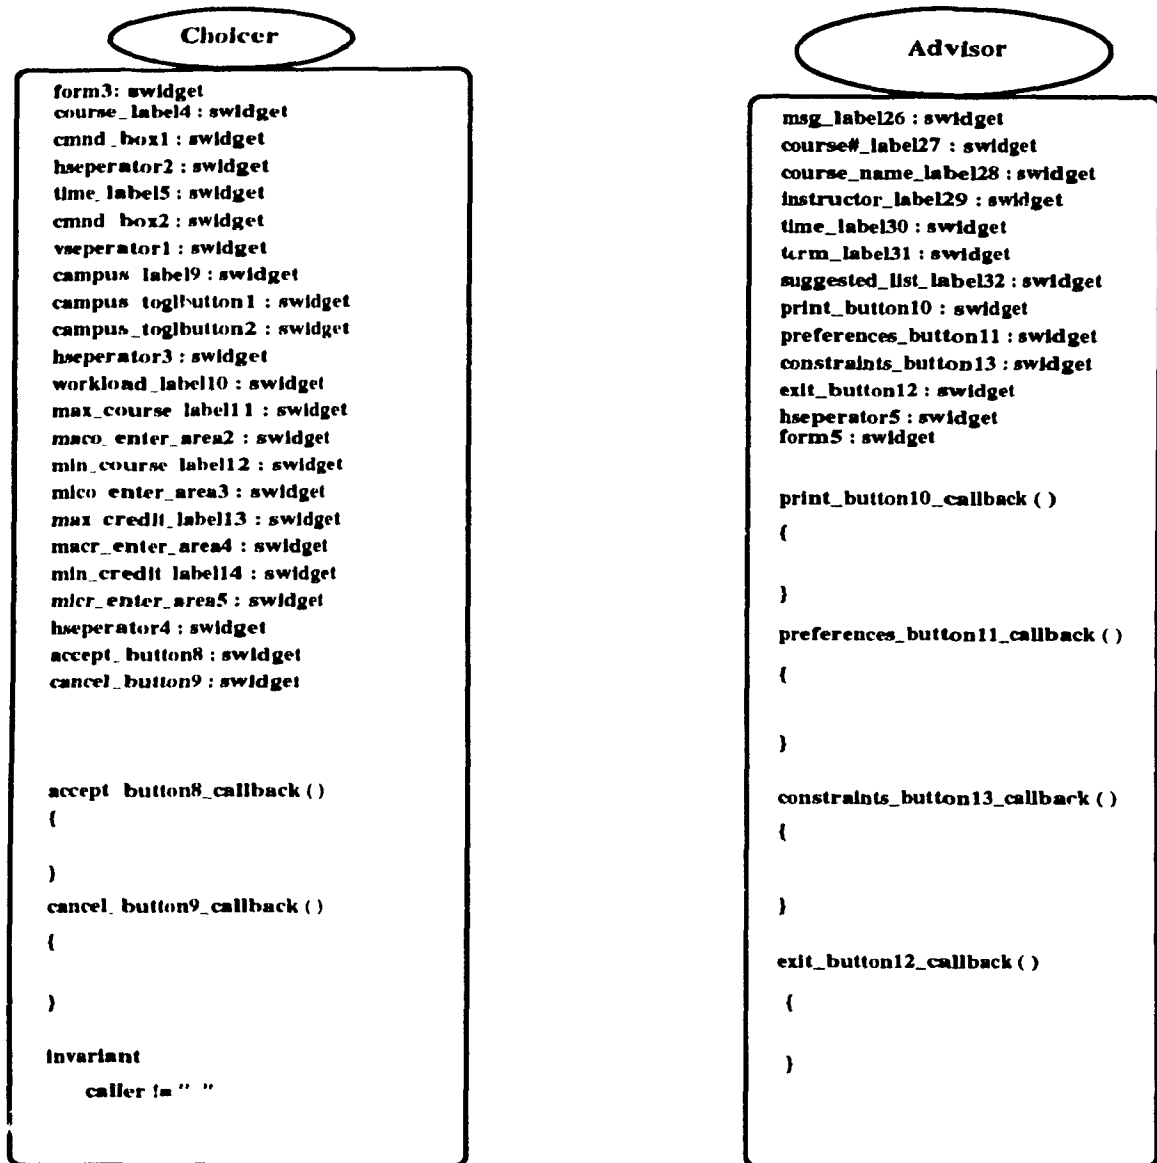 Choicer
form3: swidget
course_label4 : swidget
cmnd_box1 : swidget
hseperator2 : swidget
time_label5 : swidget
cmnd_box2 : swidget
vseperator1 : swidget
campus_label9 : swidget
campus_toglbutton1 : swidget
campus_toglbutton2 : swidget
hseperator3 : swidget
workload_label10 : swidget
max_course_label11 : swidget
maco_enter_area2 : swidget
min_course_label12 : swidget
mico_enter_area3 : swidget
max_credit_label13 : swidget
macr_enter_area4 : swidget
min_credit_label14 : swidget
micr_enter_area5 : swidget
hseperator4 : swidget
accept_button8 : swidget
cancel_button9 : swidget
accept_button8_callback ( )
{
}
cancel_button9_callback ( )
{
}
invariant
caller != " "
Advisor
msg_label26 : swidget
course#_label27 : swidget
course_name_label28 : swidget
instructor_label29 : swidget
time_label30 : swidget
term_label31 : swidget
suggested_list_label32 : swidget
print_button10 : swidget
preferences_button11 : swidget
constraints_button13 : swidget
exit_button12 : swidget
hseperator5 : swidget
form5 : swidget
print_button10_callback ( )
{
}
preferences_button11_callback ( )
{
}
constraints_button13_callback ( )
{
}
exit_button12_callback ( )
{
}